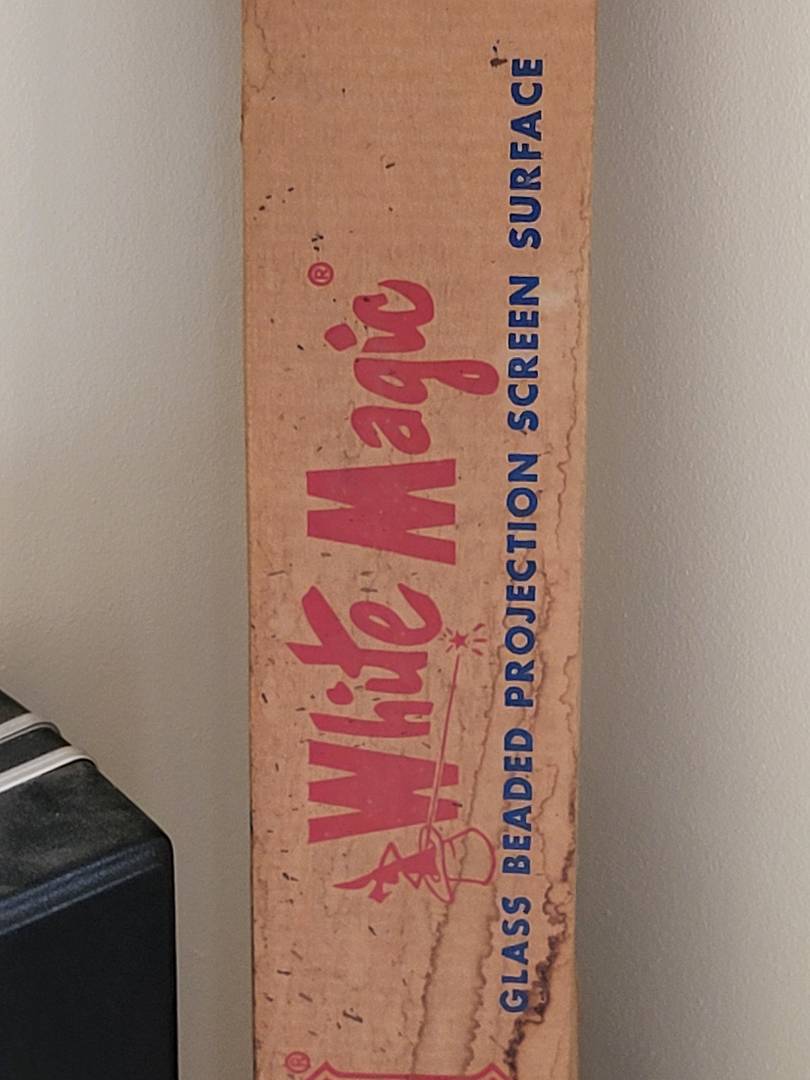 White Magic®
GLASS BEADED PROJECTION SCREEN SURFACE
®